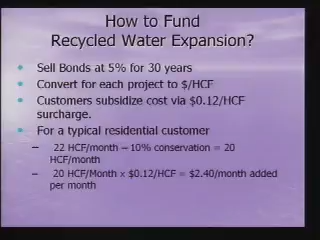 How to Fund
Recycled Water Expansion?
• Sell Bonds at 5% for 30 years
• Convert for each project to $/HCF
• Customers subsidize cost via $0.12/HCF
surcharge.
• For a typical residential customer
– 22 HCF/month – 10% conservation = 20
HCF/month
– 20 HCF/Month x $0.12/HCF = $2.40/month added
per month